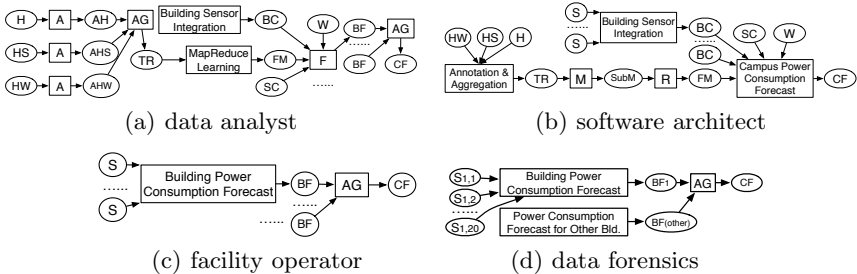 H A AH AG Building Sensor Integration BC W BF AG
HS A AHS TR MapReduce Learning FM F BF CF
HW A AHW SC ......
......
(a) data analyst
S Building Sensor Integration BC SC W
......
S BC
HW HS H
Annotation & Aggregation TR M SubM R FM Campus Power Consumption Forecast CF
(b) software architect
S Building Power Consumption Forecast BF AG CF
...... ......
S ...... BF
(c) facility operator
S1,1 Building Power Consumption Forecast BF1 AG CF
S1,2
......
S1,20 Power Consumption Forecast for Other Bld. BF(other)
(d) data forensics